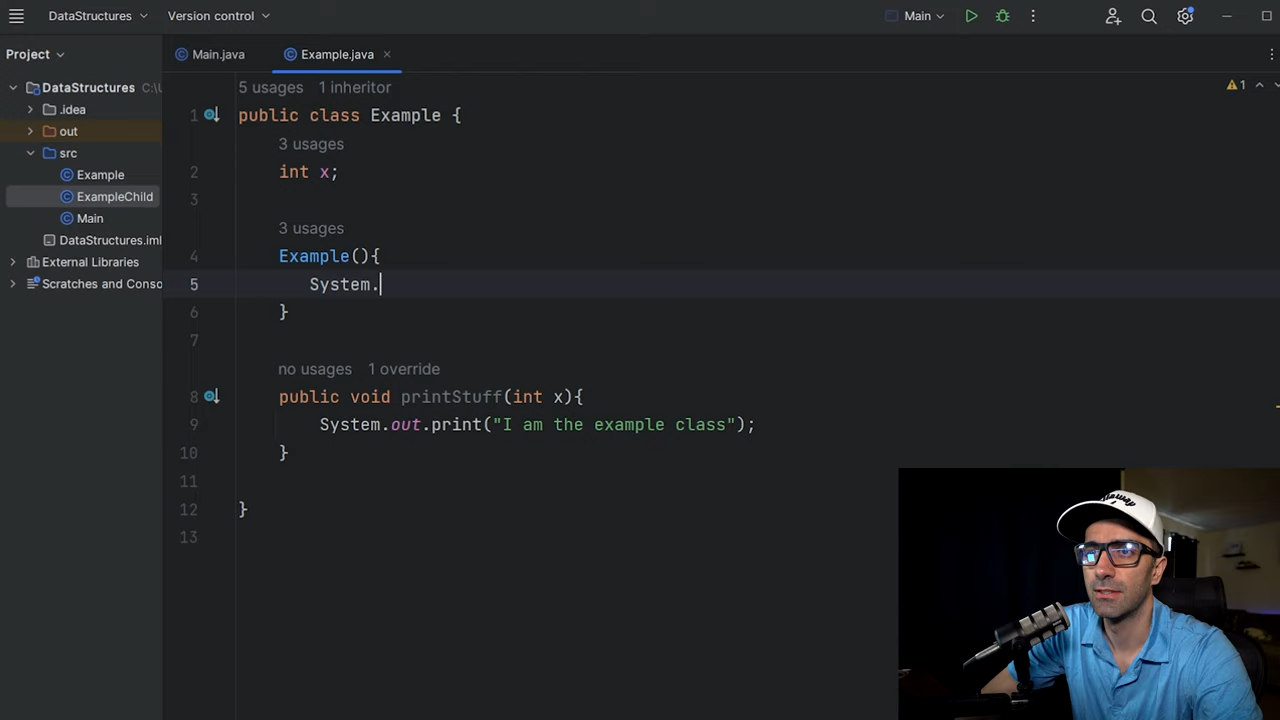 DataStructures
Version control
Main
Project
Main.java
Example.java
DataStructures C:\U
.idea
out
src
Example
ExampleChild
Main
DataStructures.iml
External Libraries
Scratches and Conso
1
5 usages 1 inheritor
1 public class Example {
3 usages
2 int x;
3
3 usages
4 Example(){
5 System.
6 }
7
no usages 1 override
8 public void printStuff(int x){
9 System.out.print("I am the example class");
10 }
11
12 }
13